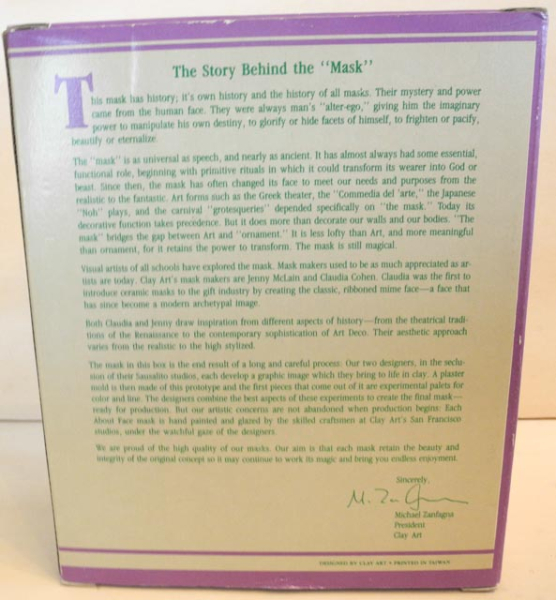 The Story Behind the "Mask"
This mask has history; it's own history and the history of all masks. Their mystery and power
came from the human face. They were always man's "alter-ego," giving him the imaginary
power to manipulate his own destiny, to glorify or hide facets of himself, to frighten or pacify,
beautify or eternalize.
The "mask" is as universal as speech, and nearly as ancient. It has almost always had some essential,
functional role, beginning with primitive rituals in which it could transform its wearer into God or
beast. Since then, the mask has often changed its face to meet our needs and purposes from the
realistic to the fantastic. Art forms such as the Greek theater, the "Commedia del 'arte," the Japanese
"Noh" plays, and the carnival "grotesqueries" depended specifically on "the mask." Today its
decorative function takes precedence. But it does more than decorate our walls and our bodies. "The
mask" bridges the gap between Art and "ornament." It is less lofty than Art, and more meaningful
than ornament, for it retains the power to transform. The mask is still magical.
Visual artists of all schools have explored the mask. Mask makers used to be as much appreciated as ar-
tists are today. Clay Art's mask makers are Jenny McLain and Claudia Cohen. Claudia was the first to
introduce ceramic masks to the gift industry by creating the classic, ribboned mime face—a face that
has since become a modern archetypal image.
Both Claudia and Jenny draw inspiration from different aspects of history—from the theatrical tradi-
tions of the Renaissance to the contemporary sophistication of Art Deco. Their aesthetic approach
varies from the realistic to the high stylized.
The mask in this box is the end result of a long and careful process. Our two designers, in the seclu-
sion of their Sausalito studios, each develop a graphic image which they bring to life in clay. A plaster
mold is then made of this prototype and the first pieces that come out of it are experimental palets for
color and line. The designers combine the best aspects of these experiments to create the final mask—
ready for production. But our artistic concerns are not abandoned when production begins: Each
About Face mask is hand painted and glazed by the skilled craftsmen at Clay Art's San Francisco
studios, under the watchful gaze of the designers.
We are proud of the high quality of our masks. Our aim is that each mask retain the beauty and
integrity of the original concept so it may continue to work its magic and bring you endless enjoyment.
Sincerely,
Michael Zanfagna
President
Clay Art
DESIGNED BY CLAY ART • PRINTED IN TAIWAN